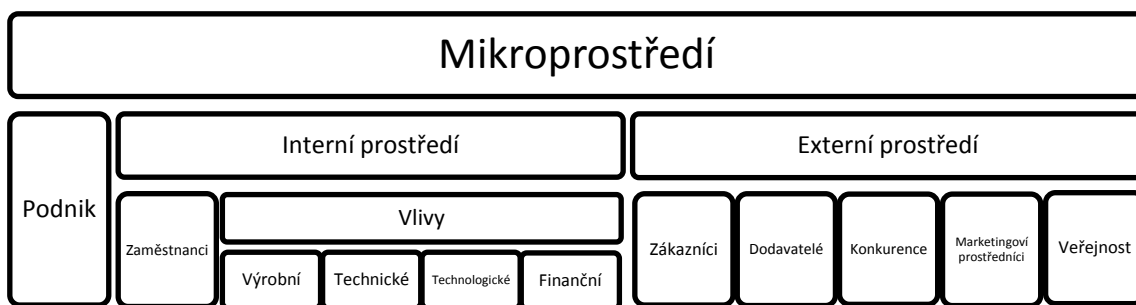 Mikroprostředí
Podnik
Interní prostředí
Externí prostředí
Zaměstnanci
Vlivy
Výrobní
Technické
Technologické
Finanční
Zákazníci
Dodavatelé
Konkurence
Marketingoví
prostředníci
Veřejnost